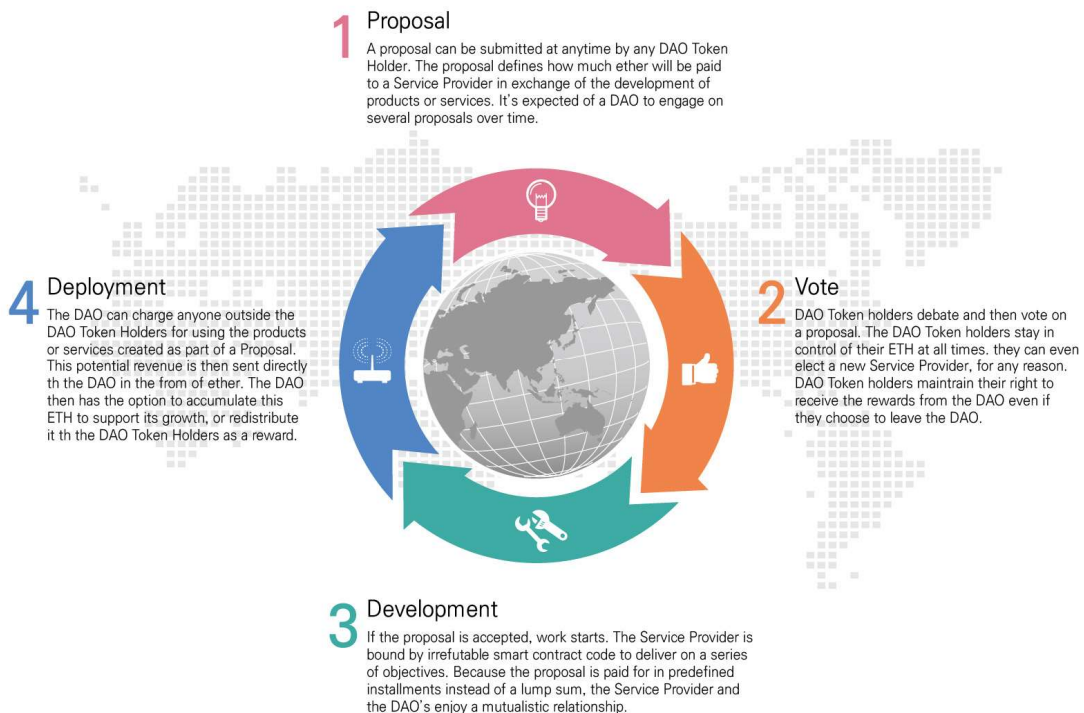 1 Proposal
A proposal can be submitted at anytime by any DAO Token
Holder. The proposal defines how much ether will be paid
to a Service Provider in exchange of the development of
products or services. It's expected of a DAO to engage on
several proposals over time.
2 Vote
DAO Token holders debate and then vote on
a proposal. The DAO Token holders stay in
control of their ETH at all times. they can even
elect a new Service Provider, for any reason.
DAO Token holders maintrain their right to
receive the rewards from the DAO even if
they choose to leave the DAO.
3 Development
If the proposal is accepted, work starts. The Service Provider is
bound by irrefutable smart contract code to deliver on a series
of objectives. Because the proposal is paid for in predefined
installments instead of a lump sum, the Service Provider and
the DAO's enjoy a mutualistic relationship.
4 Deployment
The DAO can charge anyone outside the
DAO Token Holders for using the products
or services created as part of a Proposal.
This potential revenue is then sent directly
th the DAO in the from of ether. The DAO
then has the option to accumulate this
ETH to support its growth, or redistribute
it th the DAO Token Holders as a reward.